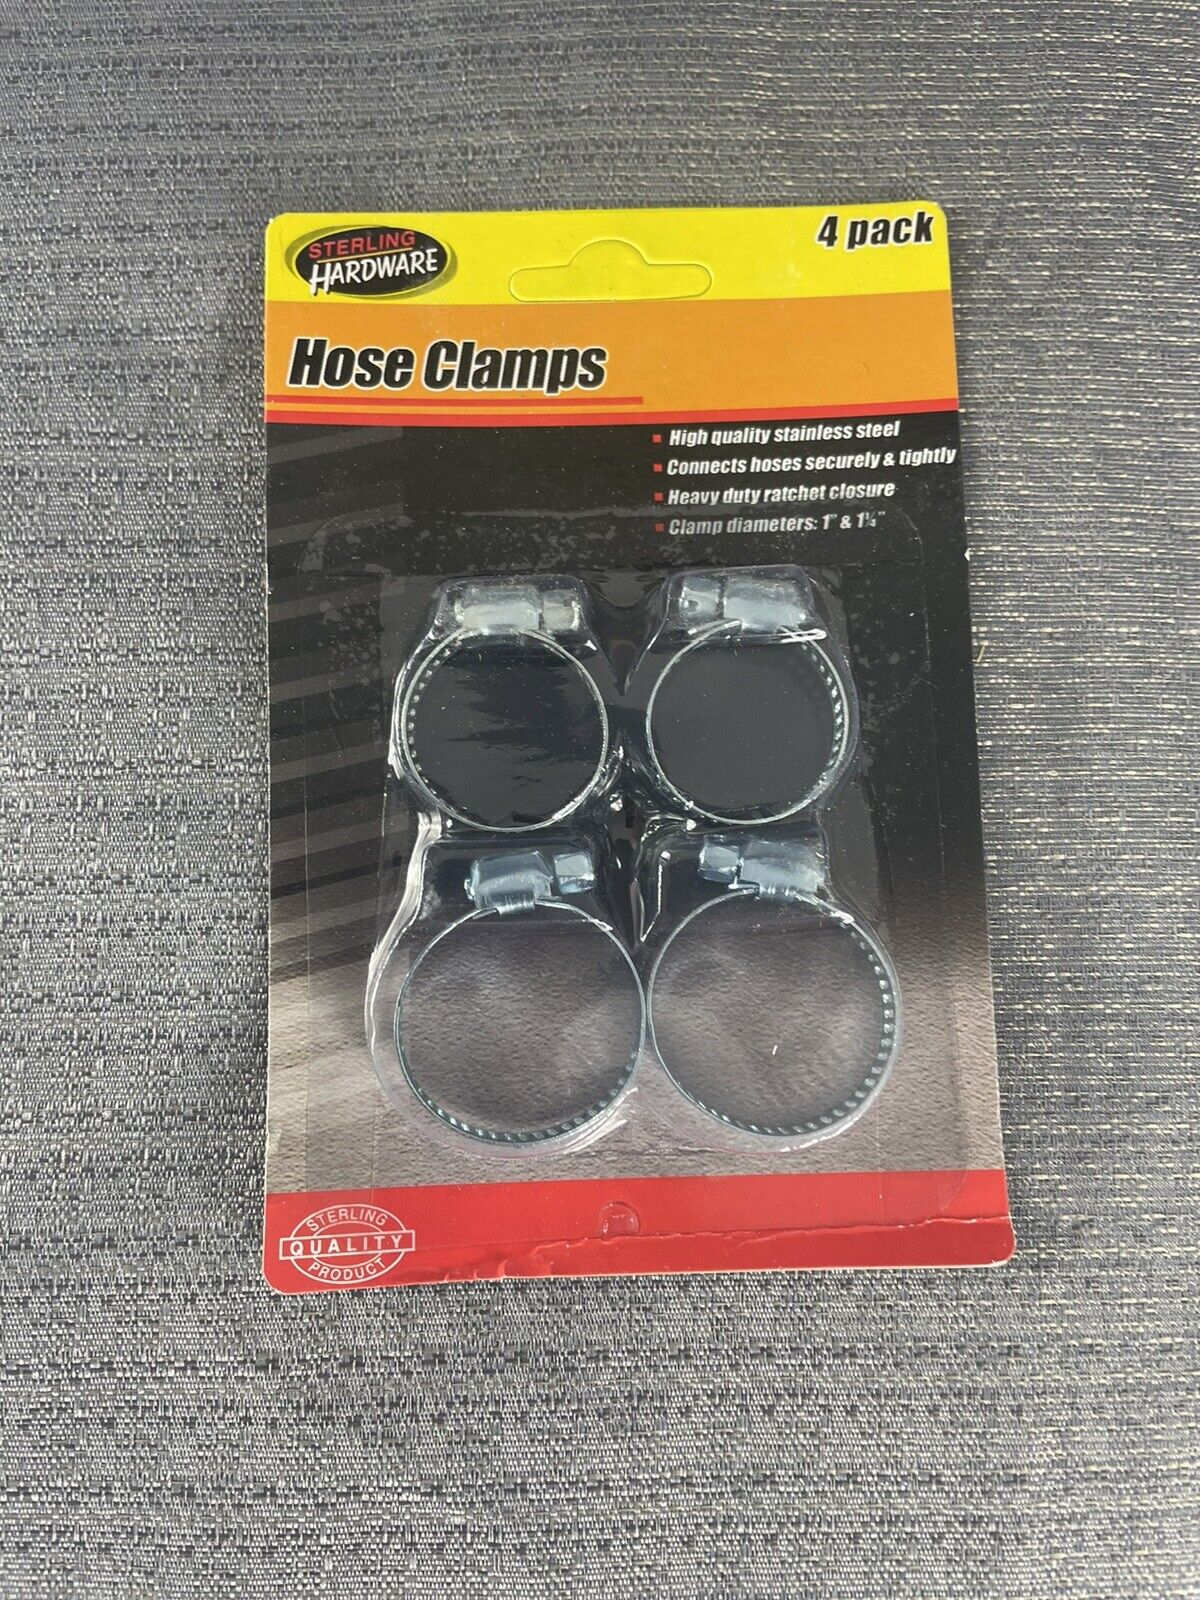 STERLING
HARDWARE
4 pack
Hose Clamps
High quality stainless steel
Connects hoses securely & tightly
Heavy duty ratchet closure
Clamp diameters: 1" & 1¼"
STERLING
QUALITY
PRODUCT